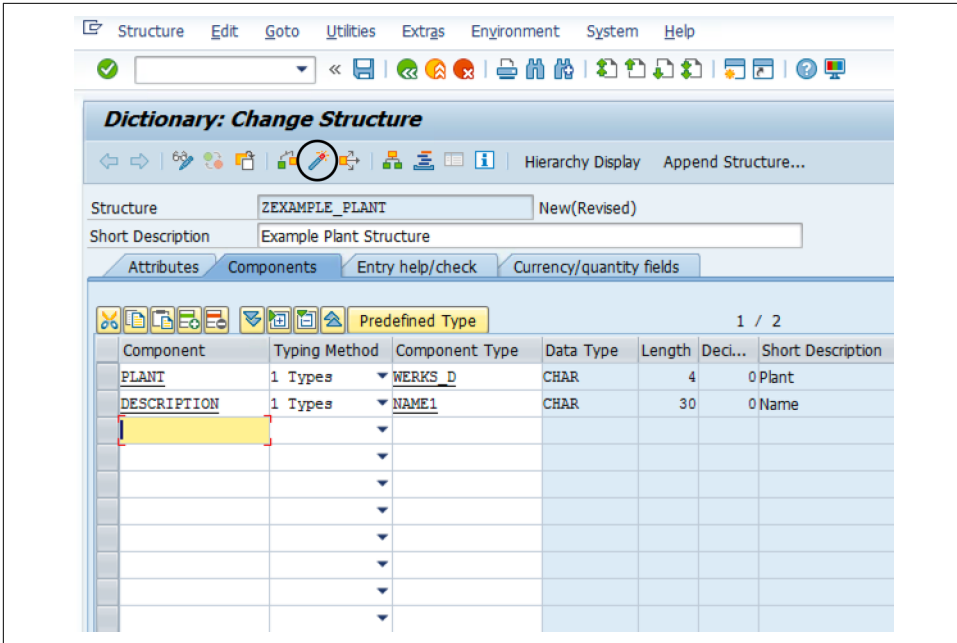 Structure Edit Goto Utilities Extras Environment System Help
Dictionary: Change Structure
Hierarchy Display Append Structure...
Structure ZEXAMPLE_PLANT New(Revised)
Short Description Example Plant Structure
Attributes Components Entry help/check Currency/quantity fields
Predefined Type 1 / 2
Component Typing Method Component Type Data Type Length Deci... Short Description
PLANT 1 Types WERKS_D CHAR 4 0 Plant
DESCRIPTION 1 Types NAME1 CHAR 30 0 Name